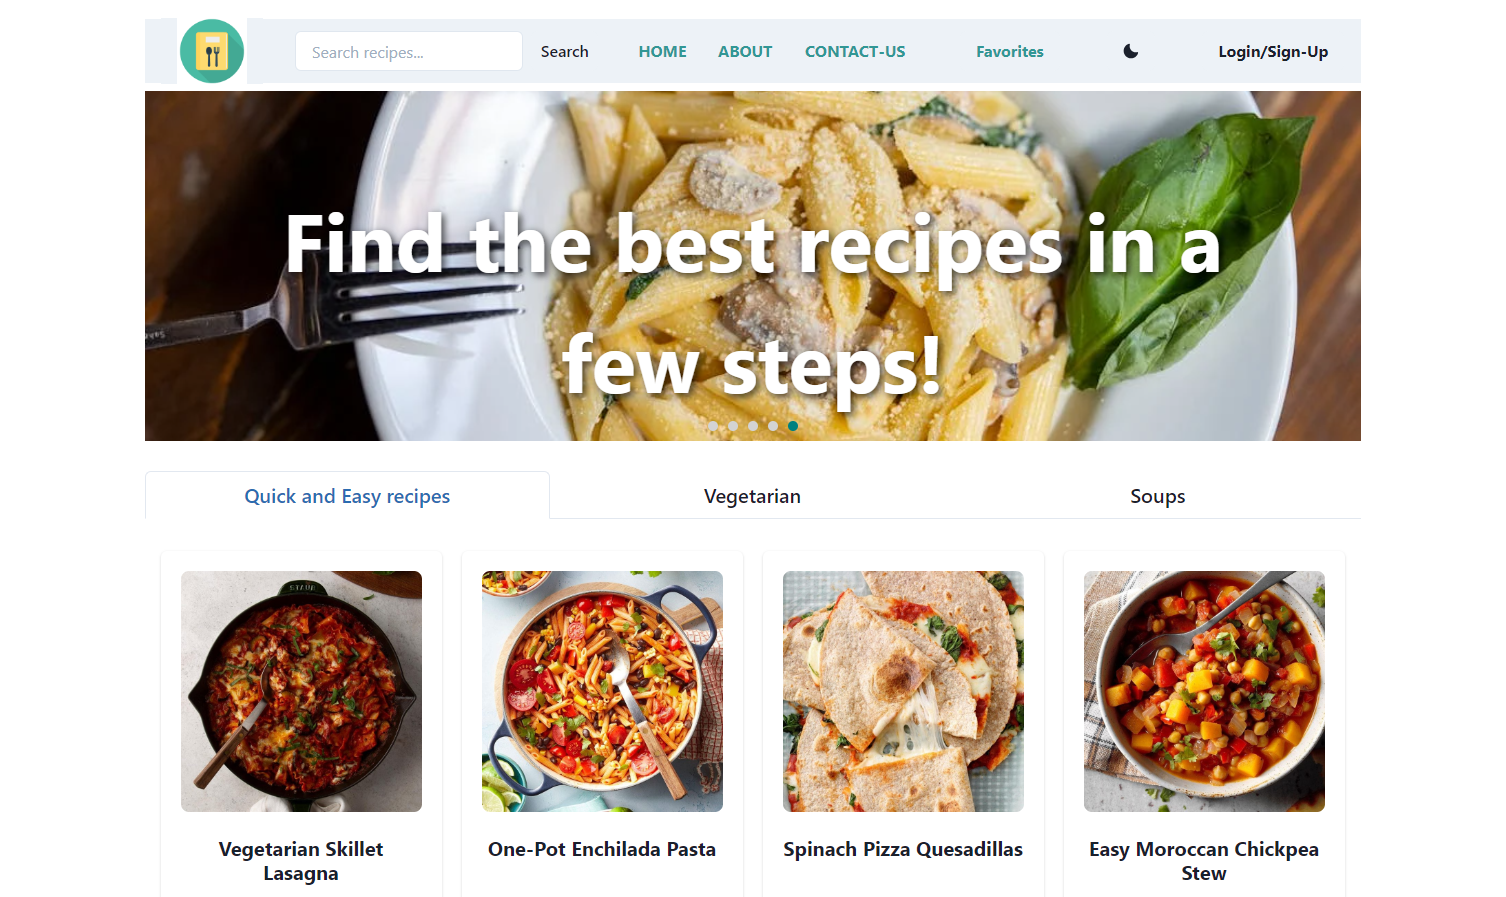 Search recipes...
Search
HOME
ABOUT
CONTACT-US
Favorites
Login/Sign-Up
Find the best recipes in a
few steps!
Quick and Easy recipes
Vegetarian
Soups
STAUB
Vegetarian Skillet
Lasagna
One-Pot Enchilada Pasta
Spinach Pizza Quesadillas
Easy Moroccan Chickpea
Stew